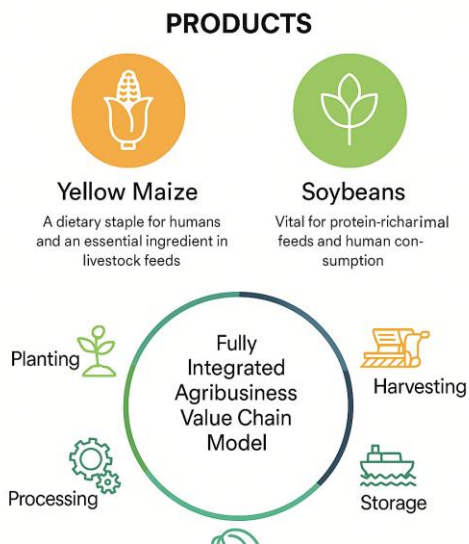 PRODUCTS
Yellow Maize
A dietary staple for humans
and an essential ingredient in
livestock feeds
Soybeans
Vital for protein-richarimal
feeds and human con-
sumption
Fully
Integrated
Agribusiness
Value Chain
Model
Planting
Harvesting
Processing
Storage